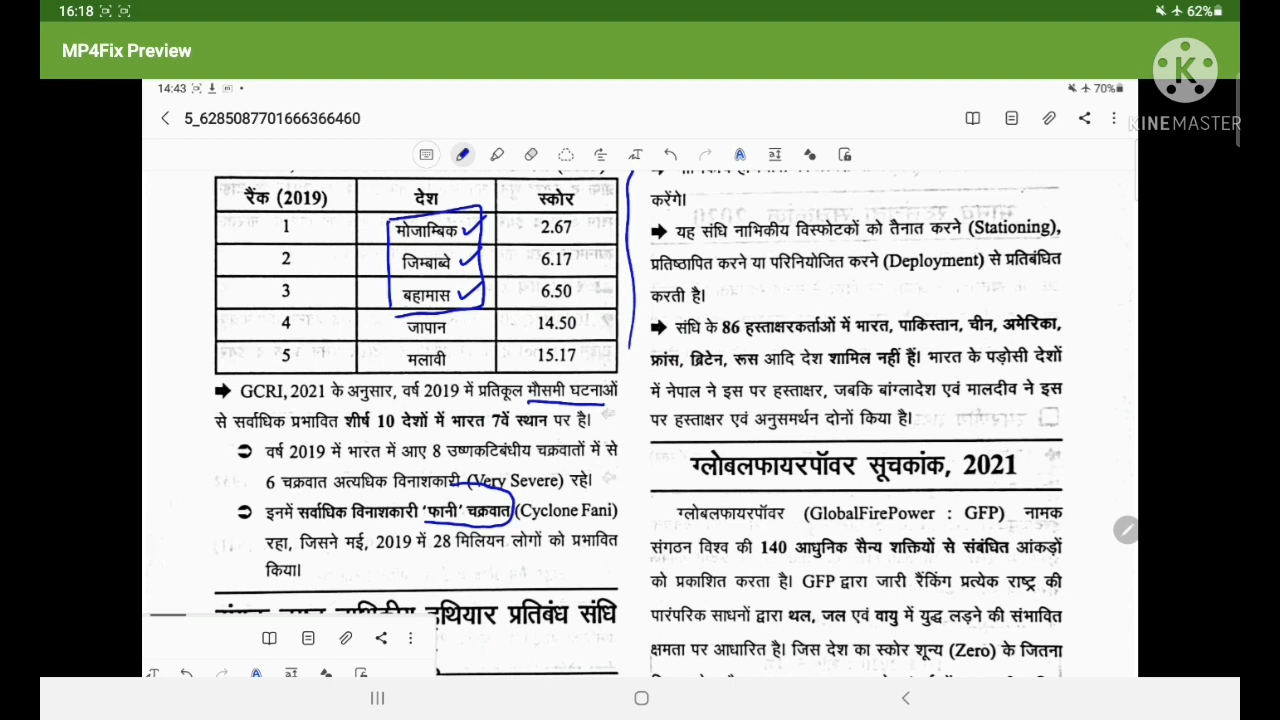 16:18
62%
MP4Fix Preview
KINEMASTER
14:43
70%
5_6285087701666366460
रैंक (2019) देश स्कोर
1 मोजाम्बिक 2.67
2 जिम्बाब्वे 6.17
3 बहामास 6.50
4 जापान 14.50
5 मलावी 15.17
➡ GCRI, 2021 के अनुसार, वर्ष 2019 में प्रतिकूल मौसमी घटनाओं
से सर्वाधिक प्रभावित शीर्ष 10 देशों में भारत 7वें स्थान पर है।
➲ वर्ष 2019 में भारत में आए 8 उष्णकटिबंधीय चक्रवातों में से
6 चक्रवात अत्यधिक विनाशकारी (Very Severe) रहे।
➲ इनमें सर्वाधिक विनाशकारी 'फानी' चक्रवात (Cyclone Fani)
रहा, जिसने मई, 2019 में 28 मिलियन लोगों को प्रभावित
किया।
हथियार प्रतिबंध संधि
करेंगे।
➡ यह संधि नाभिकीय विस्फोटकों को तैनात करने (Stationing),
प्रतिष्ठापित करने या परिनियोजित करने (Deployment) से प्रतिबंधित
करती है।
➡ संधि के 86 हस्ताक्षरकर्ताओं में भारत, पाकिस्तान, चीन, अमेरिका,
फ्रांस, ब्रिटेन, रूस आदि देश शामिल नहीं हैं। भारत के पड़ोसी देशों
में नेपाल ने इस पर हस्ताक्षर, जबकि बांग्लादेश एवं मालदीव ने इस
पर हस्ताक्षर एवं अनुसमर्थन दोनों किया है।
ग्लोबलफायरपॉवर सूचकांक, 2021
ग्लोबलफायरपॉवर (GlobalFirePower : GFP) नामक
संगठन विश्व की 140 आधुनिक सैन्य शक्तियों से संबंधित आंकड़ों
को प्रकाशित करता है। GFP द्वारा जारी रैंकिंग प्रत्येक राष्ट्र की
पारंपरिक साधनों द्वारा थल, जल एवं वायु में युद्ध लड़ने की संभावित
क्षमता पर आधारित है। जिस देश का स्कोर शून्य (Zero) के जितना